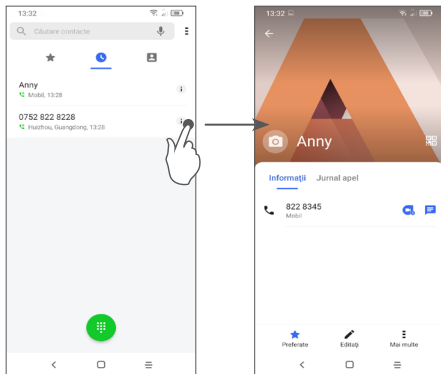 13:32
Căutare contacte
Anny
Mobil, 13:28
0752 822 8228
Huizhou, Guangdong, 13:28
13:32
Anny
Informații Jurnal apel
822 8345
Mobil
Preferate Editați Mai multe